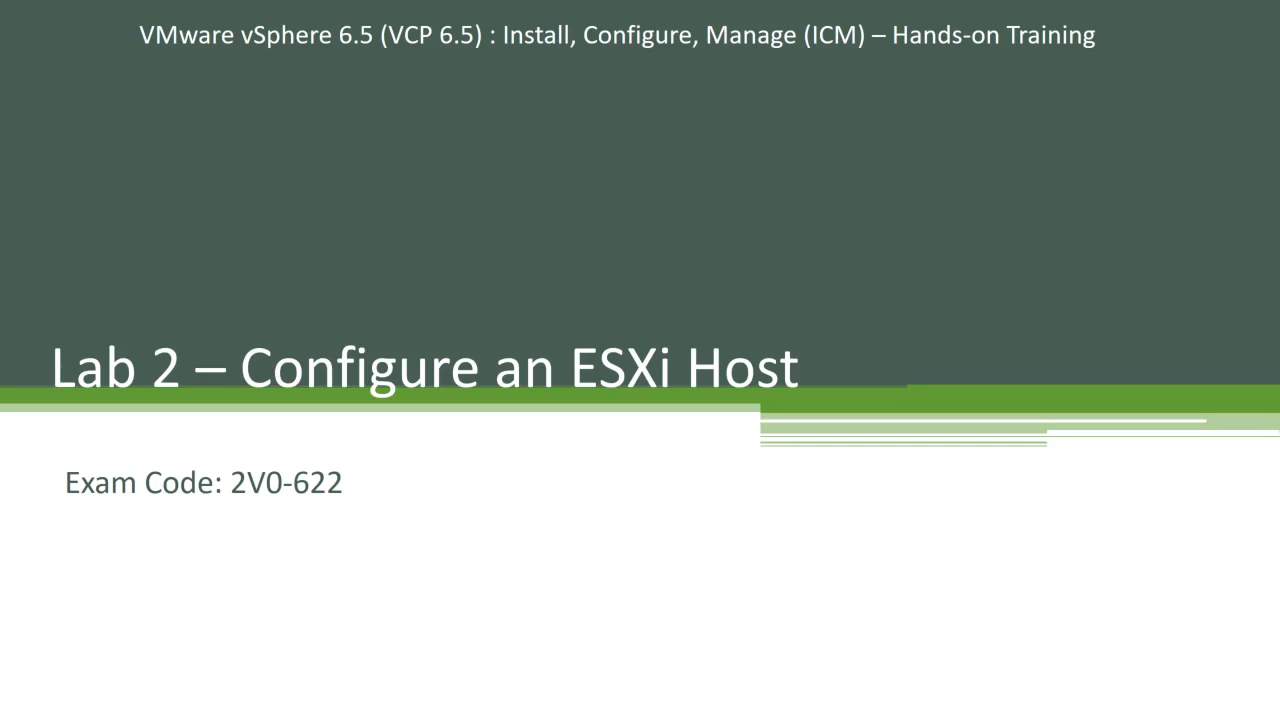 VMware vSphere 6.5 (VCP 6.5) : Install, Configure, Manage (ICM) – Hands-on Training
Lab 2 – Configure an ESXi Host
Exam Code: 2V0-622